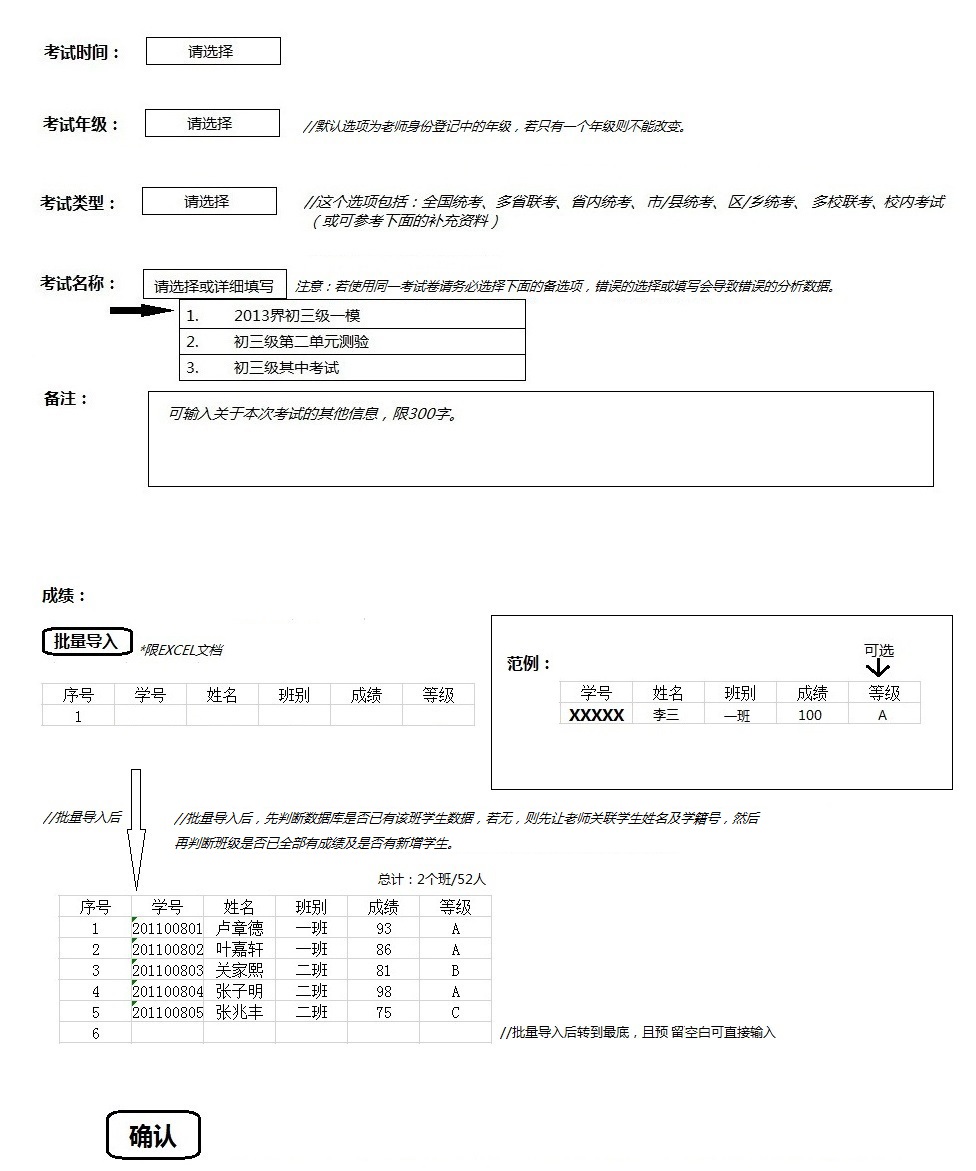 考试时间： 请选择
考试年级： 请选择 //默认选项为老师身份登记中的年级，若只有一个年级则不能改变。
考试类型： 请选择 //这个选项包括：全国统考、多省联考、省内统考、市/县统考、区/乡统考、 多校联考、校内考试
（或可参考下面的补充资料）
考试名称： 请选择或详细填写 注意：若使用同一考试卷请务必选择下面的备选项，错误的选择或填写会导致错误的分析数据。
1. 2013界初三级一模
2. 初三级第二单元测验
3. 初三级其中考试
备注：
可输入关于本次考试的其他信息，限300字。
成绩：
批量导入 *限EXCEL文档
序号 学号 姓名 班别 成绩 等级
1
范例：
可选
学号 姓名 班别 成绩 等级
XXXXX 李三 一班 100 A
//批量导入后
//批量导入后，先判断数据库是否已有该班学生数据，若无，则先让老师关联学生姓名及学籍号，然后
再判断班级是否已全部有成绩及是否有新增学生。
总计：2个班/52人
序号 学号 姓名 班别 成绩 等级
1 201100801 卢章德 一班 93 A
2 201100802 叶嘉轩 一班 86 A
3 201100803 关家熙 二班 81 B
4 201100804 张子明 二班 98 A
5 201100805 张兆丰 二班 75 C
6
//批量导入后转到最底，且预 留空白可直接输入
确认